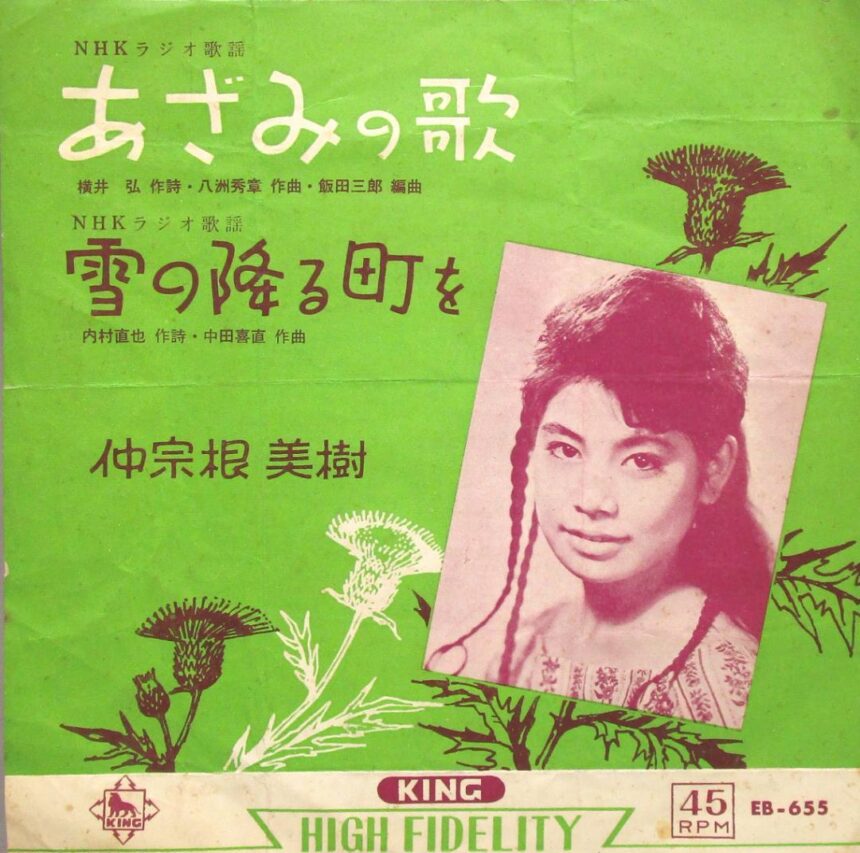 NHKラジオ歌謡
あざみの歌
横井 弘 作詩・八洲秀章 作曲・飯田三郎 編曲
NHKラジオ歌謡
雪の降る町を
内村直也 作詩・中田喜直 作曲
仲宗根 美樹
KING
KING
HIGH FIDELITY
45
RPM
EB-655